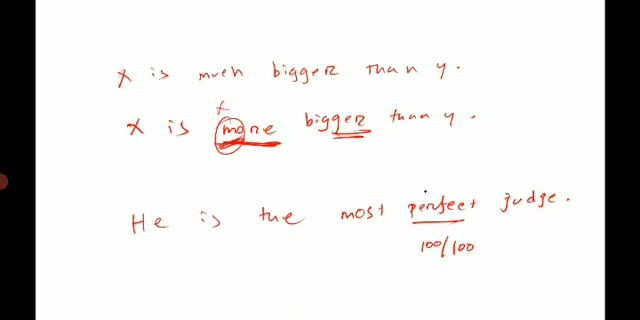 X is much bigger than y.
x
X is more bigger than y.
He is the most perfect judge.
100/100